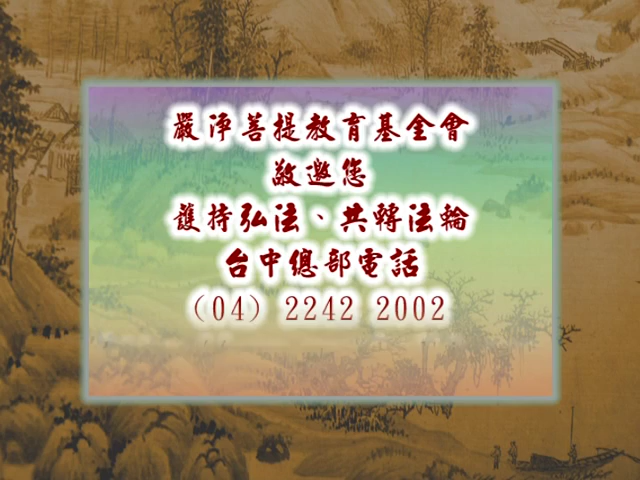 嚴淨菩提教育基金會
敬邀您
護持弘法、共轉法輪
台中總部電話
(04) 2242 2002